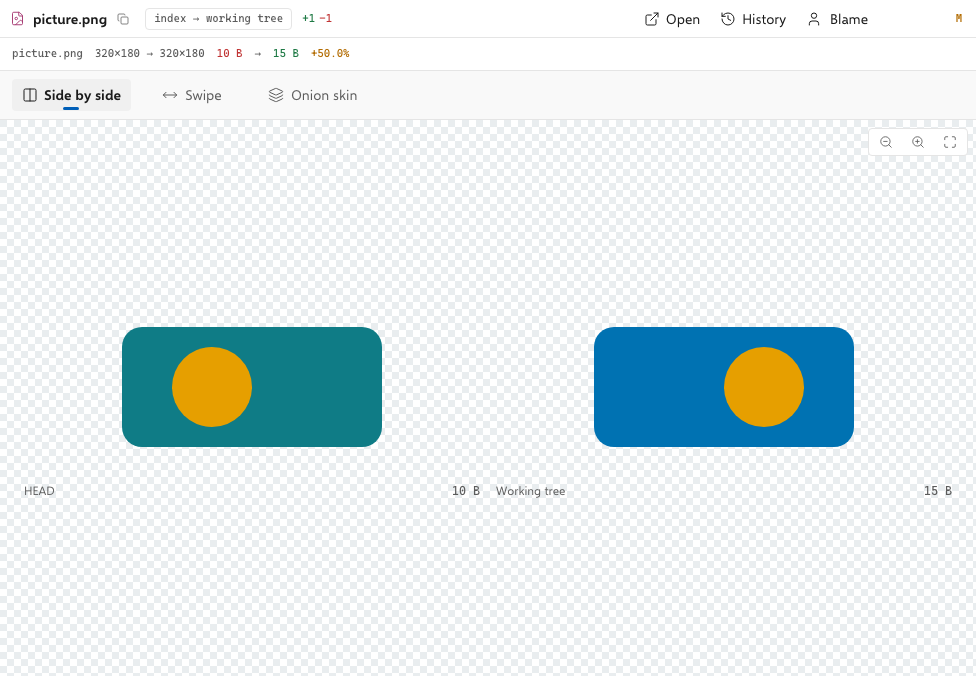 picture.png index → working tree +1 −1 Open History Blame M
picture.png 320×180 → 320×180 10 B → 15 B +50.0%
Side by side Swipe Onion skin
HEAD 10 B Working tree 15 B